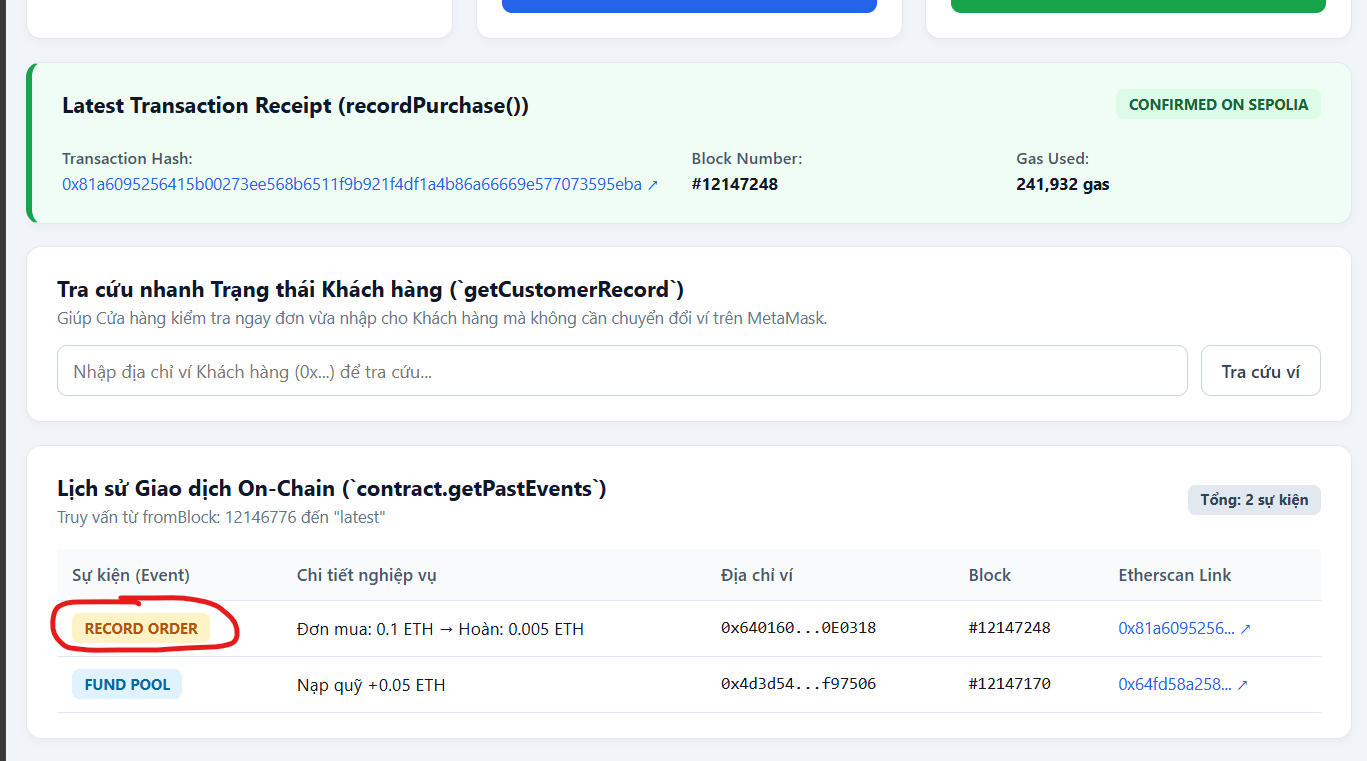 Latest Transaction Receipt (recordPurchase())
CONFIRMED ON SEPOLIA
Transaction Hash:
Block Number:
Gas Used:
0x81a6095256415b00273ee568b6511f9b921f4df1a4b86a66669e577073595eba ↗
#12147248
241,932 gas
Tra cứu nhanh Trạng thái Khách hàng (`getCustomerRecord`)
Giúp Cửa hàng kiểm tra ngay đơn vừa nhập cho Khách hàng mà không cần chuyển đổi ví trên MetaMask.
Nhập địa chỉ ví Khách hàng (0x...) để tra cứu...
Tra cứu ví
Lịch sử Giao dịch On-Chain (`contract.getPastEvents`)
Truy vấn từ fromBlock: 12146776 đến "latest"
Tổng: 2 sự kiện
Sự kiện (Event) Chi tiết nghiệp vụ Địa chỉ ví Block Etherscan Link
RECORD ORDER Đơn mua: 0.1 ETH → Hoàn: 0.005 ETH 0x640160...0E0318 #12147248 0x81a6095256... ↗
FUND POOL Nạp quỹ +0.05 ETH 0x4d3d54...f97506 #12147170 0x64fd58a258... ↗